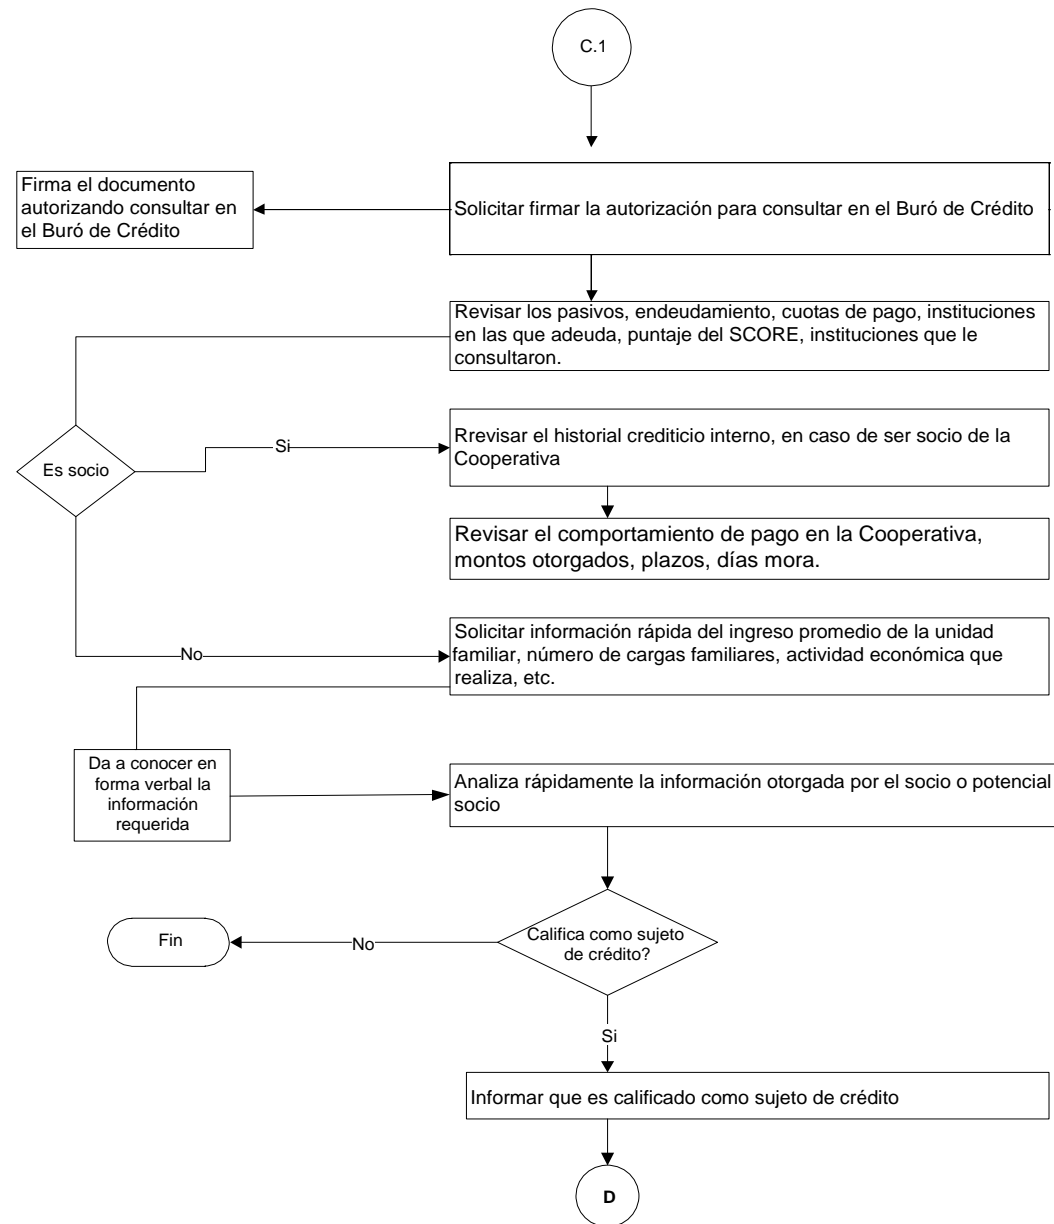 C.1
Firma el documento
autorizando consultar en
el Buró de Crédito
Solicitar firmar la autorización para consultar en el Buró de Crédito
Revisar los pasivos, endeudamiento, cuotas de pago, instituciones
en las que adeuda, puntaje del SCORE, instituciones que le
consultaron.
Es socio
Si
Rrevisar el historial crediticio interno, en caso de ser socio de la
Cooperativa
Revisar el comportamiento de pago en la Cooperativa,
montos otorgados, plazos, días mora.
No
Solicitar información rápida del ingreso promedio de la unidad
familiar, número de cargas familiares, actividad económica que
realiza, etc.
Da a conocer en
forma verbal la
información
requerida
Analiza rápidamente la información otorgada por el socio o potencial
socio
Califica como sujeto
de crédito?
No
Fin
Si
Informar que es calificado como sujeto de crédito
D